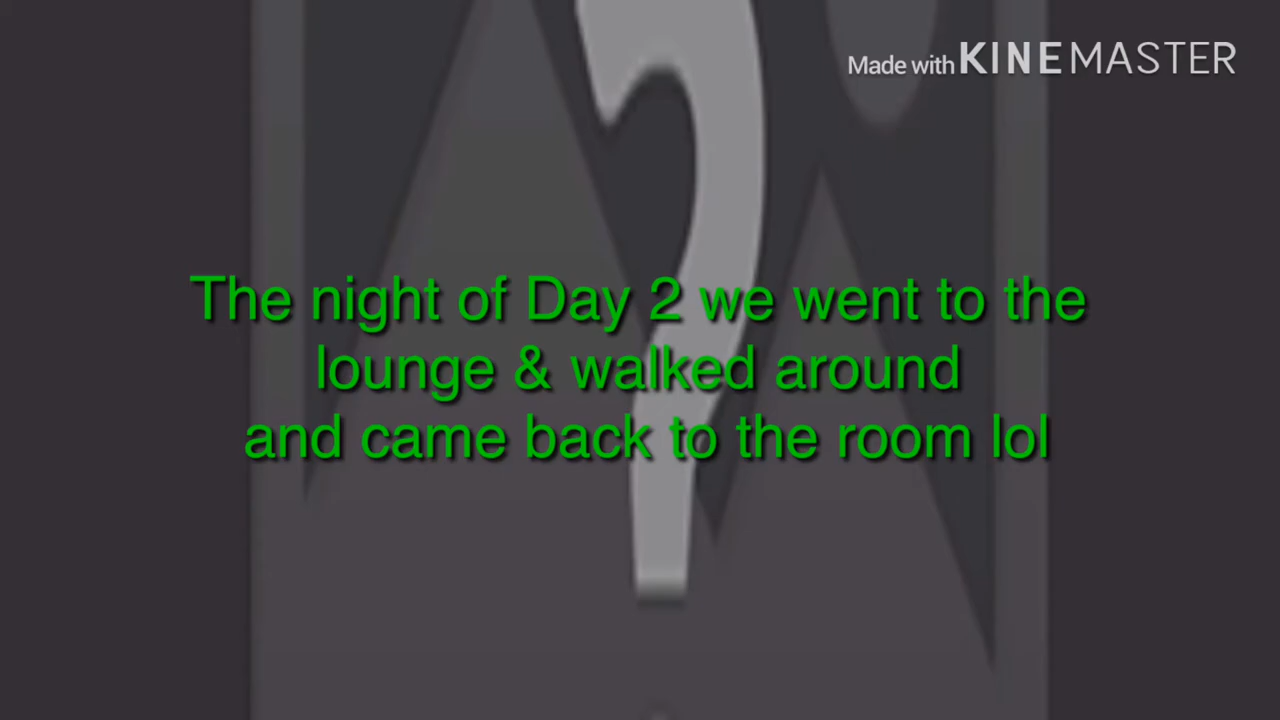 Made with KINEMASTER
The night of Day 2 we went to the
lounge & walked around
and came back to the room lol